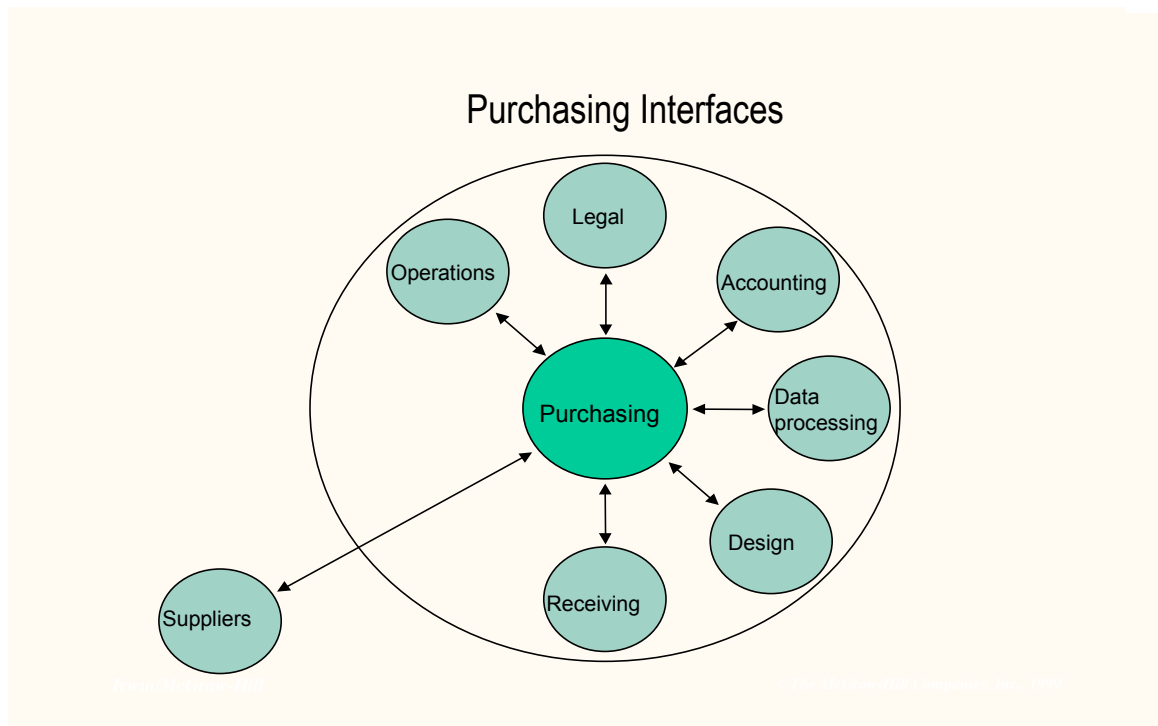 Purchasing Interfaces
Legal
Operations
Accounting
Data
processing
Purchasing
Design
Receiving
Suppliers